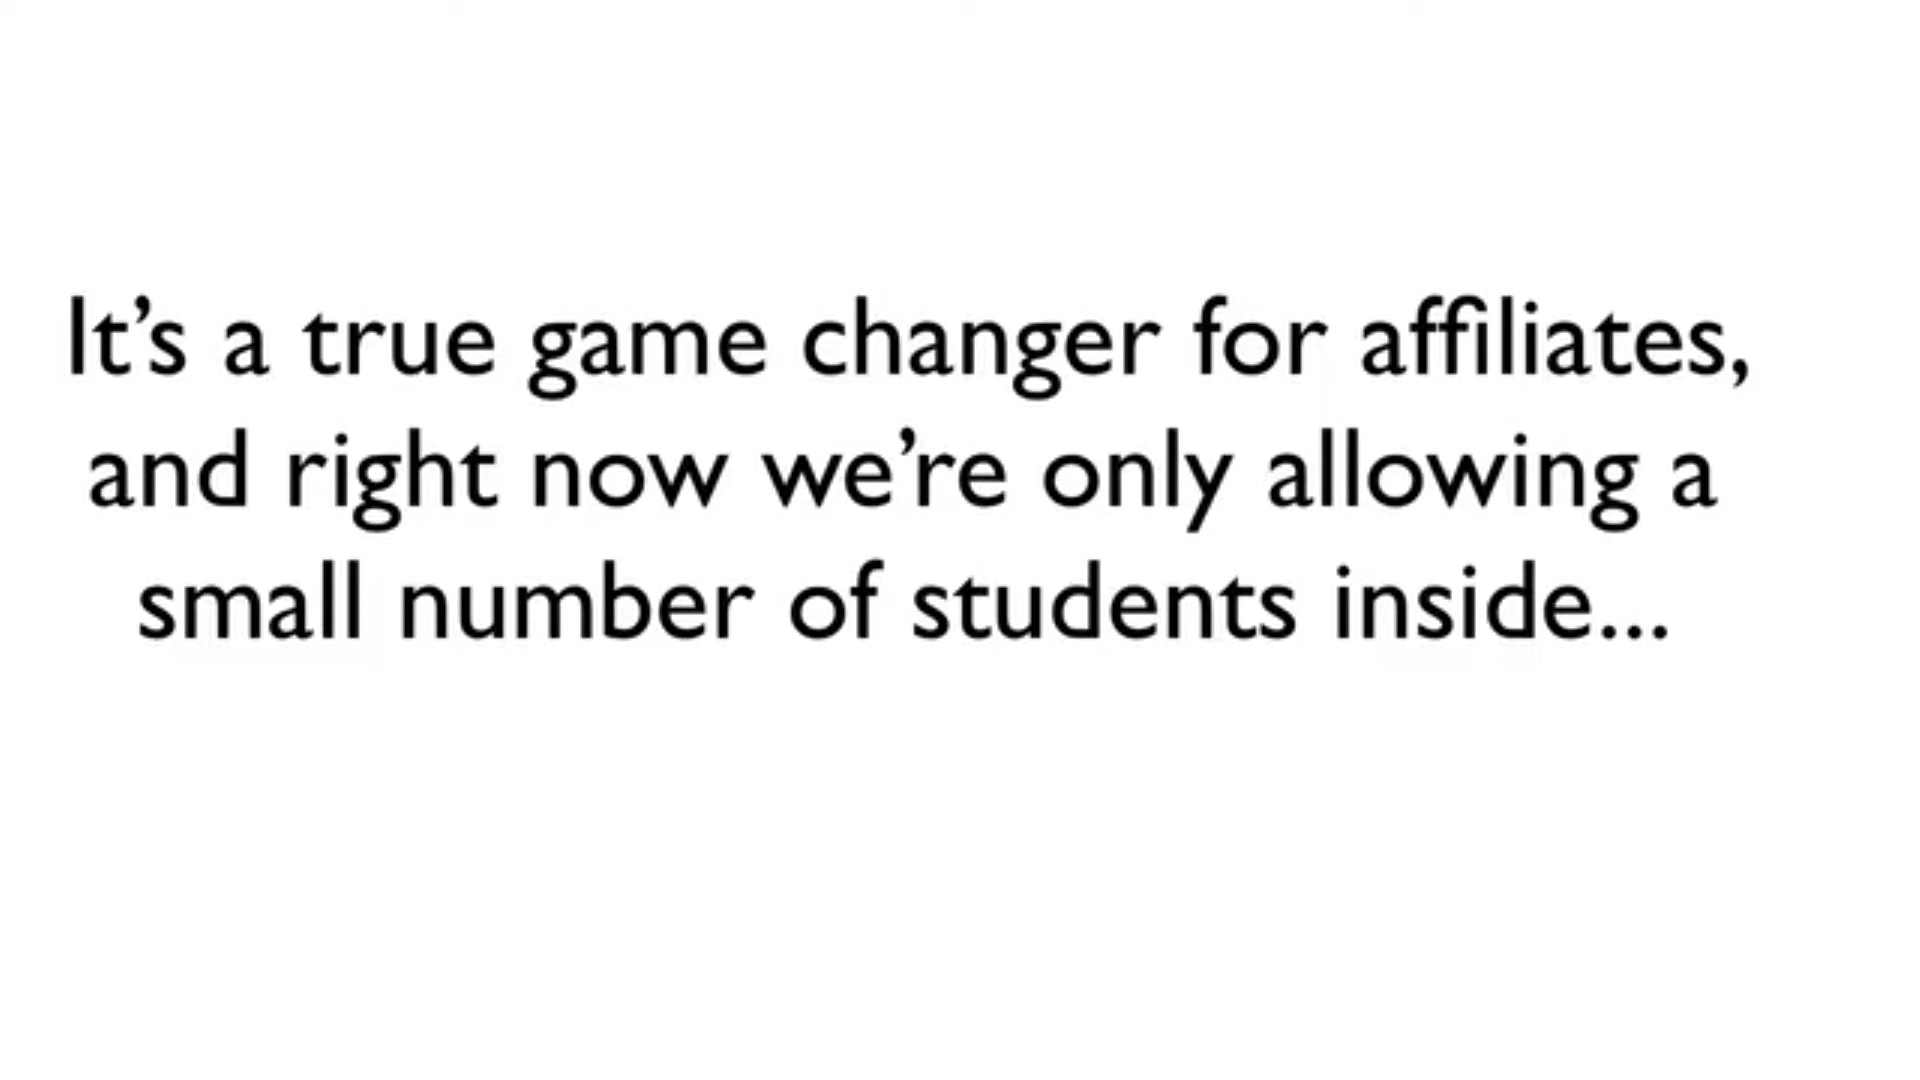 It’s a true game changer for affiliates,
and right now we’re only allowing a
small number of students inside...